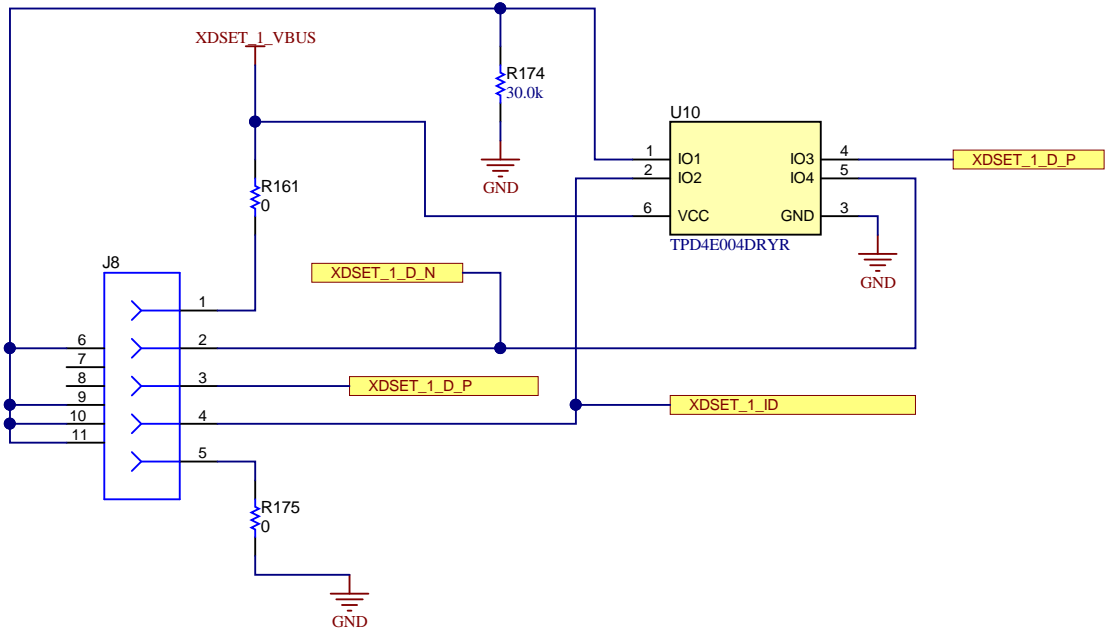 XDSET_1_VBUS
R174
30.0k
GND
U10
1 IO1 IO3 4
2 IO2 IO4 5
6 VCC GND 3
TPD4E004DRYR
XDSET_1_D_P
GND
R161
0
XDSET_1_D_N
J8
1
6 2
7
8 3
9
10 4
11
5
XDSET_1_D_P
XDSET_1_ID
R175
0
GND